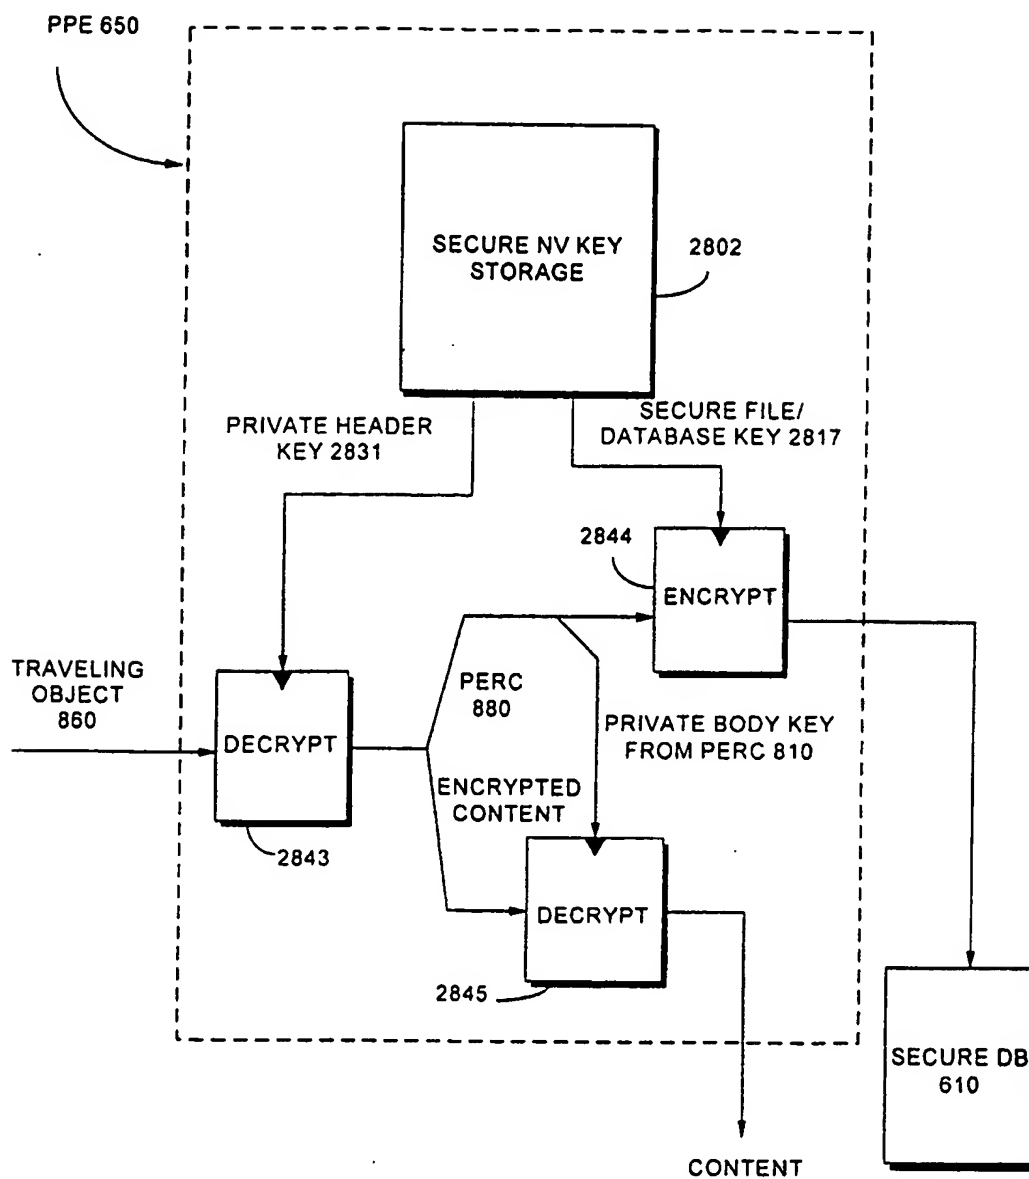 PPE 650
SECURE NV KEY
STORAGE
2802
PRIVATE HEADER
KEY 2831
SECURE FILE/
DATABASE KEY 2817
2844
ENCRYPT
TRAVELING
OBJECT
860
DECRYPT
PERC
880
PRIVATE BODY KEY
FROM PERC 810
ENCRYPTED
CONTENT
2843
DECRYPT
2845
SECURE DB
610
CONTENT